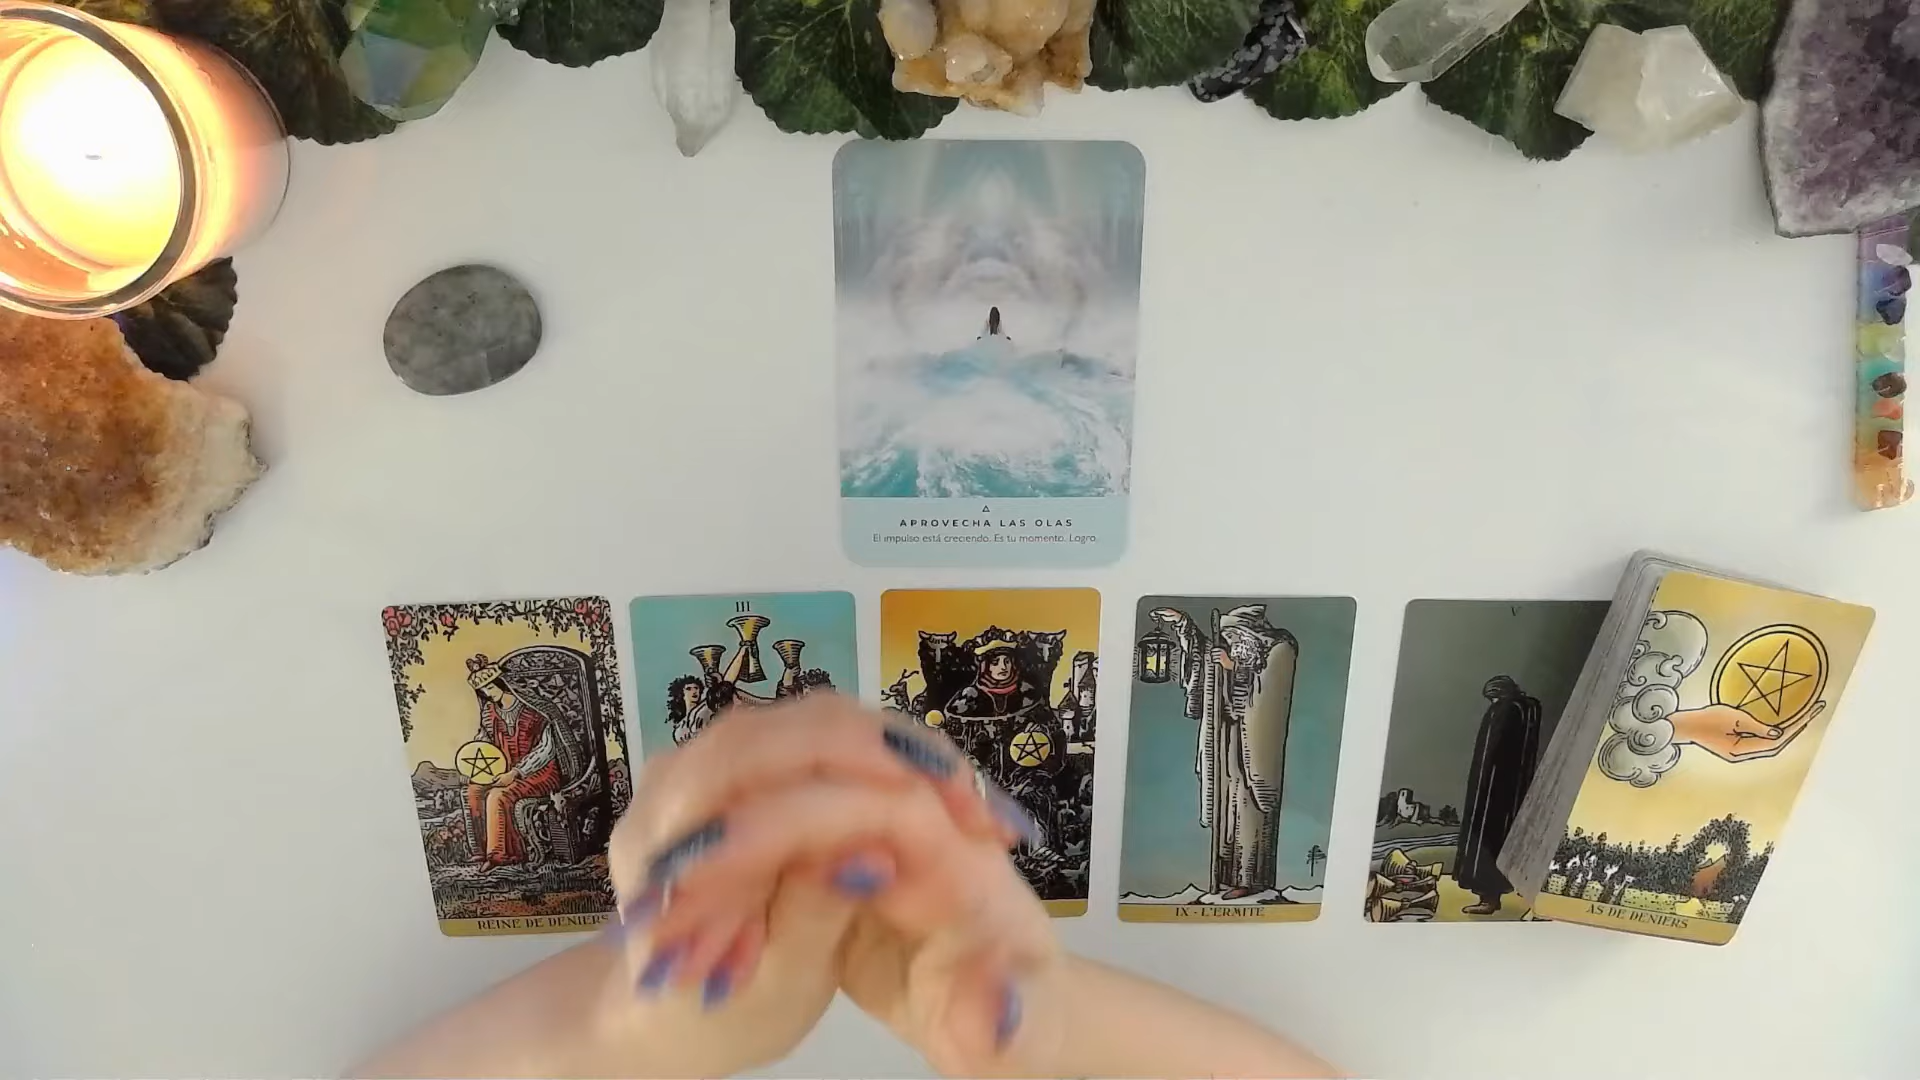 APROVECHA LAS OLAS
El impulso está creciendo. Es tu momento. Logro.
III
V
REINE DE DENIERS
IX - L'ERMITE
AS DE DENIERS